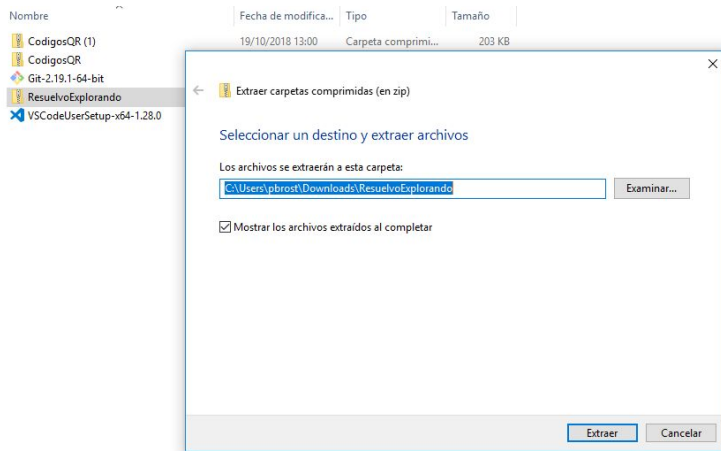 Nombre Fecha de modifica... Tipo Tamaño
CodigosQR (1) 19/10/2018 13:00 Carpeta comprimi... 203 KB
CodigosQR
Git-2.19.1-64-bit
ResuelvoExplorando
VSCodeUserSetup-x64-1.28.0
Extraer carpetas comprimidas (en zip)
Seleccionar un destino y extraer archivos
Los archivos se extraerán a esta carpeta:
C:\Users\pbrost\Downloads\ResuelvoExplorando
Examinar...
Mostrar los archivos extraídos al completar
Extraer Cancelar